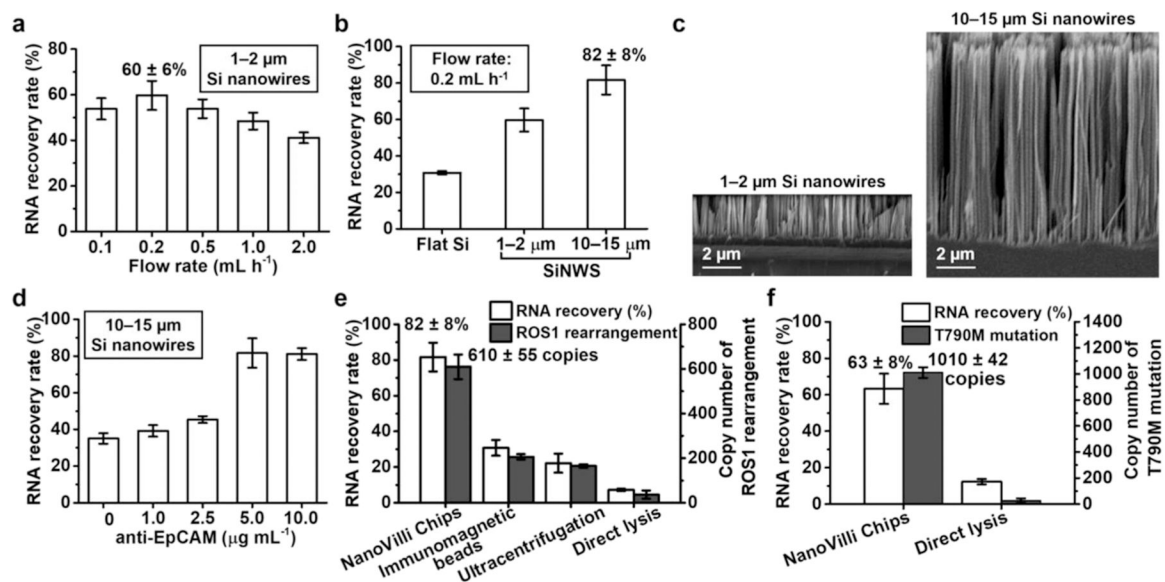 a
RNA recovery rate (%)
80
60
40
20
0
60 ± 6%
1–2 μm
Si nanowires
0.1 0.2 0.5 1.0 2.0
Flow rate (mL h⁻¹)
b
RNA recovery rate (%)
100
80
60
40
20
0
Flow rate:
0.2 mL h⁻¹
82 ± 8%
Flat Si 1–2 μm 10–15 μm
SiNWS
c
1–2 μm Si nanowires
2 μm
10–15 μm Si nanowires
2 μm
d
RNA recovery rate (%)
100
80
60
40
20
0
10–15 μm
Si nanowires
0 1.0 2.5 5.0 10.0
anti-EpCAM (μg mL⁻¹)
e
RNA recovery (%)
ROS1 rearrangement
RNA recovery rate (%)
100
80
60
40
20
0
82 ± 8%
610 ± 55 copies
800
600
400
200
0
Copy number of
ROS1 rearrangement
NanoVilli Chips
Immunomagnetic
beads
Ultracentrifugation
Direct lysis
f
RNA recovery (%)
T790M mutation
RNA recovery rate (%)
100
80
60
40
20
0
63 ± 8%
1010 ± 42
copies
1400
1200
1000
800
600
400
200
0
Copy number of
T790M mutation
NanoVilli Chips
Direct lysis